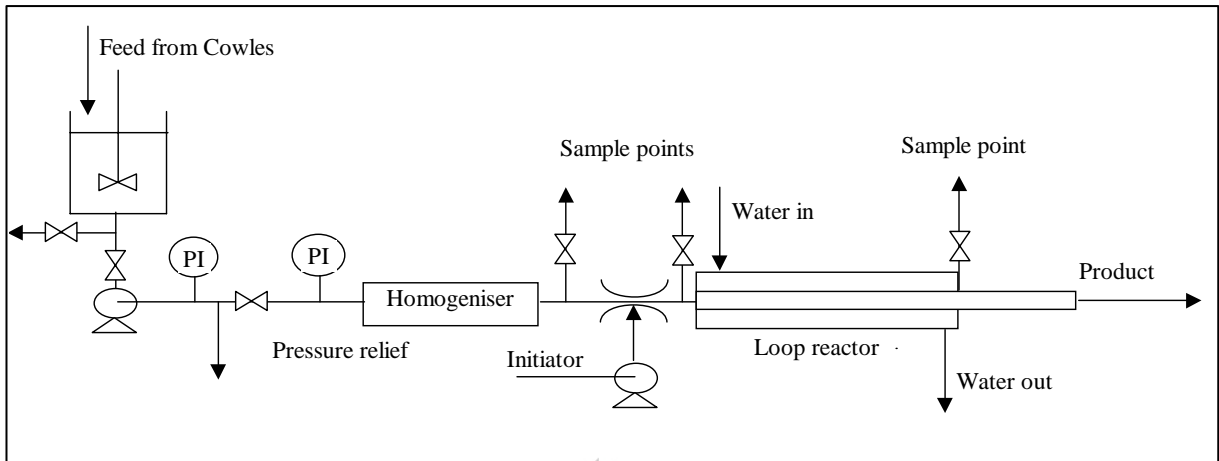 Feed from Cowles
Sample points
Sample point
Water in
PI
PI
Product
Homogeniser
Pressure relief
Initiator
Loop reactor
Water out